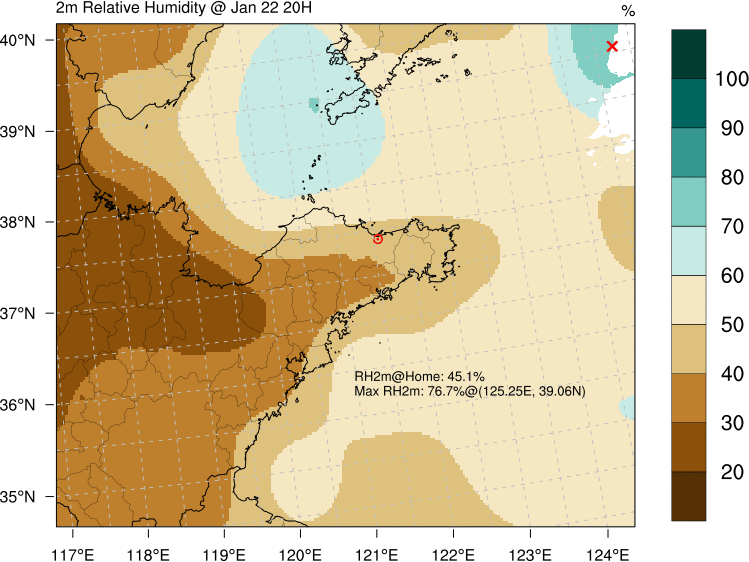 2m Relative Humidity @ Jan 22 20H
%
40°N
39°N
38°N
37°N
36°N
35°N
117°E
118°E
119°E
120°E
121°E
122°E
123°E
124°E
RH2m@Home: 45.1%
Max RH2m: 76.7%@(125.25E, 39.06N)
100
90
80
70
60
50
40
30
20